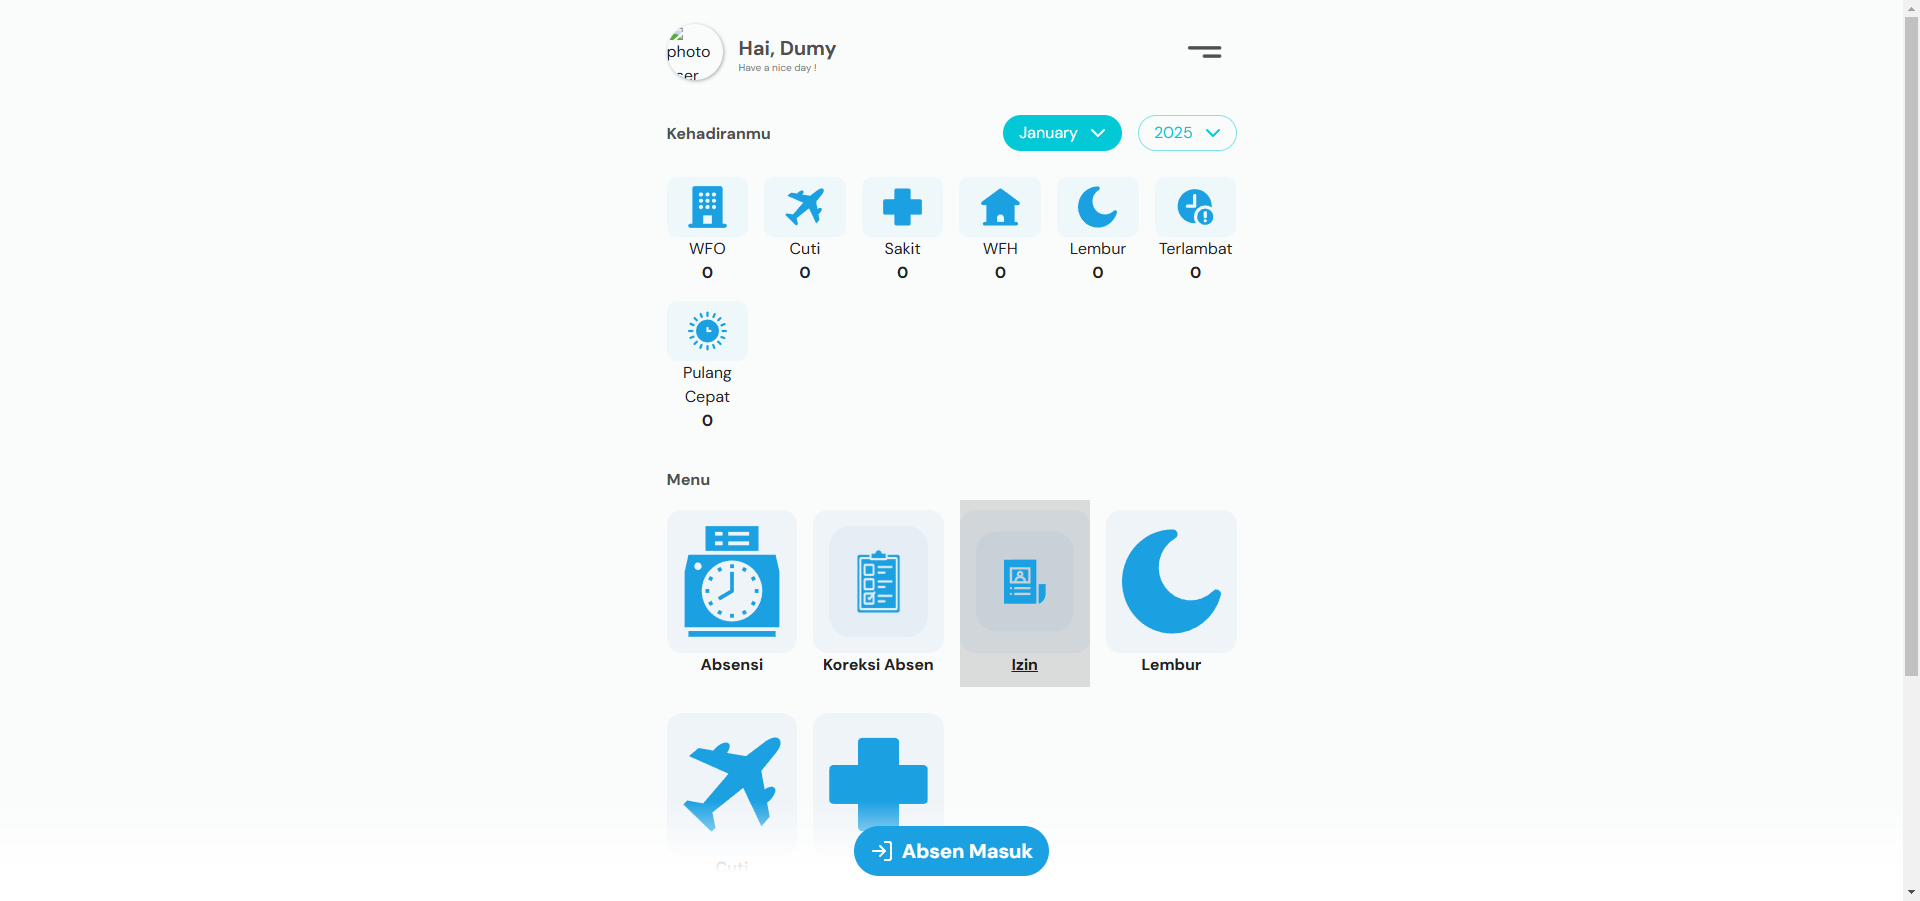 photo
Hai, Dumy
Have a nice day !
Kehadiranmu
January
2025
WFO
Cuti
Sakit
WFH
Lembur
Terlambat
0
0
0
0
0
0
Pulang
Cepat
0
Menu
Absensi
Koreksi Absen
Izin
Lembur
Cuti
Absen Masuk